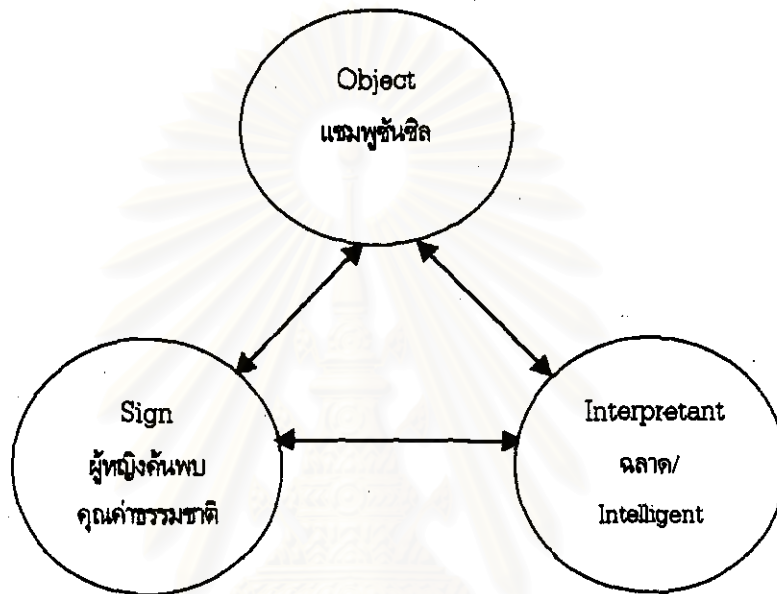 Object
แชมพูซันซิล
Sign
ผู้หญิงค้นพบ
คุณค่าธรรมชาติ
Interpretant
ฉลาด/
Intelligent